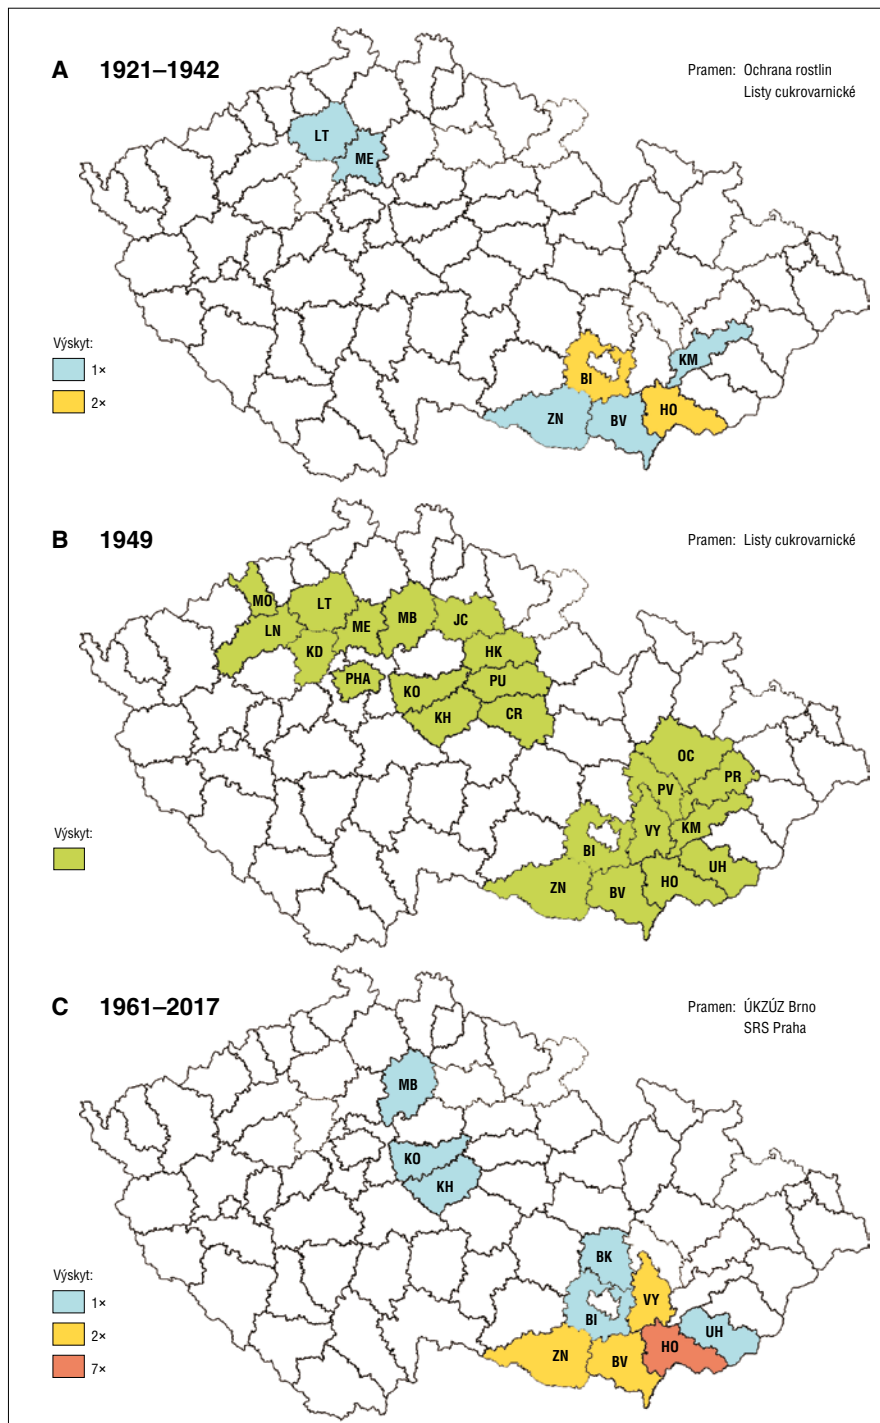 A 1921–1942
Pramen: Ochrana rostlin
Listy cukrovarnické
LT
ME
Výskyt:
1×
2×
KM
BI
HO
ZN
BV
B 1949
Pramen: Listy cukrovarnické
MO
LT
MB
JC
LN
ME
KD
HK
PHA
KO
PU
KH
CR
OC
PR
PV
Výskyt:
VY
KM
BI
UH
ZN
BV
HO
C 1961–2017
Pramen: ÚKZÚZ Brno
SRS Praha
MB
KO
KH
BK
Výskyt:
1×
2×
7×
VY
BI
UH
HO
ZN
BV